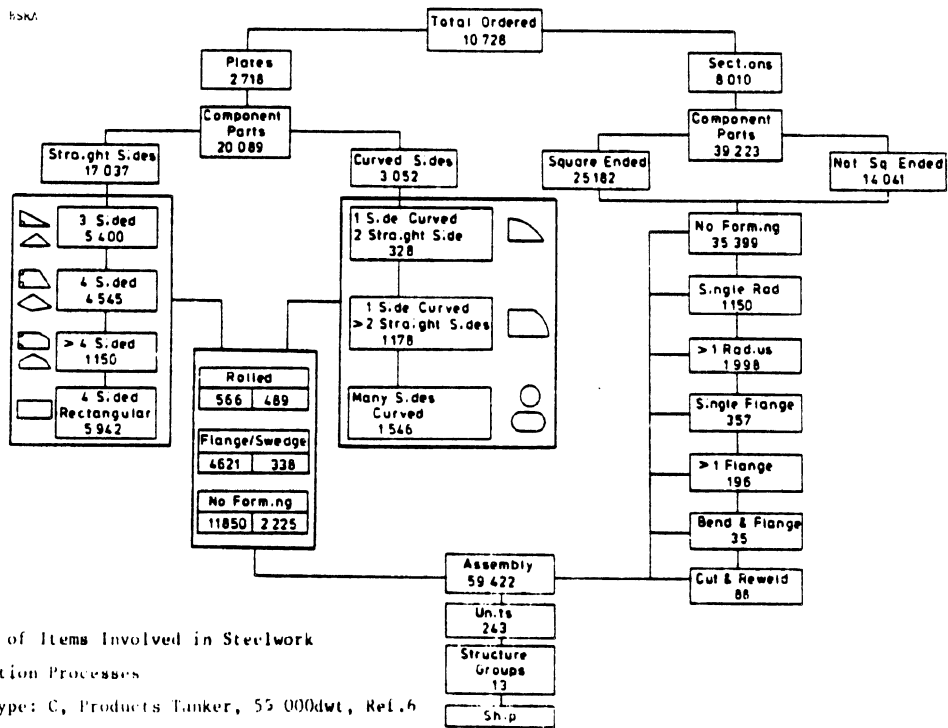 BSRA
Total Ordered
10 728
Plates
2 718
Sections
8 010
Component
Parts
20 089
Component
Parts
39 223
Straight Sides
17 037
Curved Sides
3 052
Square Ended
25 182
Not Sq Ended
14 041
3 Sided
5 400
4 Sided
4 545
> 4 Sided
1150
4 Sided
Rectangular
5 942
1 Side Curved
2 Straight Side
328
1 Side Curved
>2 Straight Sides
1178
Many Sides
Curved
1 546
Rolled
566 489
Flange/Swedge
4621 338
No Forming
11850 2 225
No Forming
35 399
Single Rad
1150
> 1 Radius
1 998
Single Flange
357
> 1 Flange
196
Bend & Flange
35
Cut & Reweld
88
Assembly
59 422
Units
243
Structure
Groups
13
Ship
of Items Involved in Steelwork
tion Processes
ype: C, Products Tanker, 55 000dwt, Ref.6